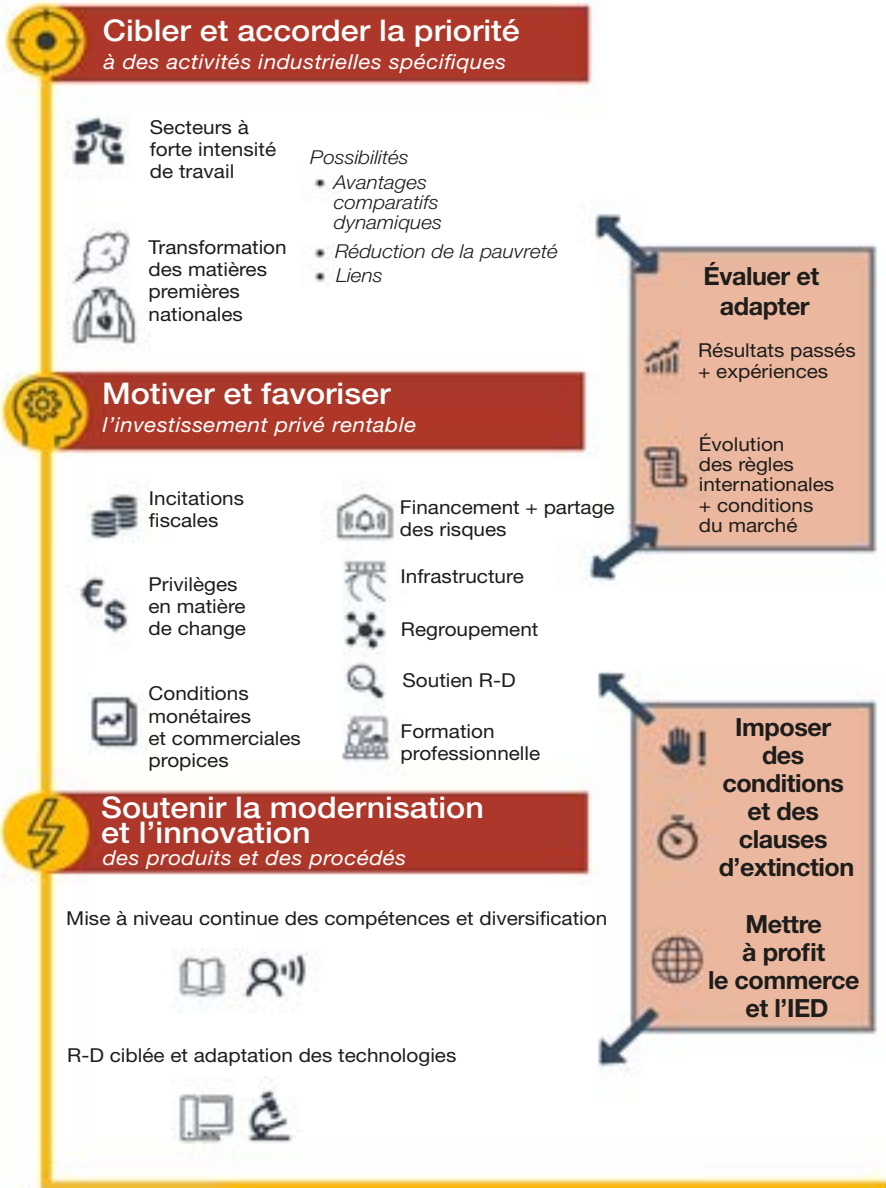 Cibler et accorder la priorité
à des activités industrielles spécifiques
Secteurs à
forte intensité
de travail
Transformation
des matières
premières
nationales
Possibilités
• Avantages
comparatifs
dynamiques
• Réduction de la pauvreté
• Liens
Évaluer et
adapter
Résultats passés
+ expériences
Évolution
des règles
internationales
+ conditions
du marché
Motiver et favoriser
l'investissement privé rentable
Incitations
fiscales
Privilèges
en matière
de change
€
$
Conditions
monétaires
et commerciales
propices
Financement + partage
des risques
Infrastructure
Regroupement
Soutien R-D
Formation
professionnelle
Imposer
des
conditions
et des
clauses
d'extinction
Mettre
à profit
le commerce
et l'IED
Soutenir la modernisation
et l'innovation
des produits et des procédés
Mise à niveau continue des compétences et diversification
R-D ciblée et adaptation des technologies